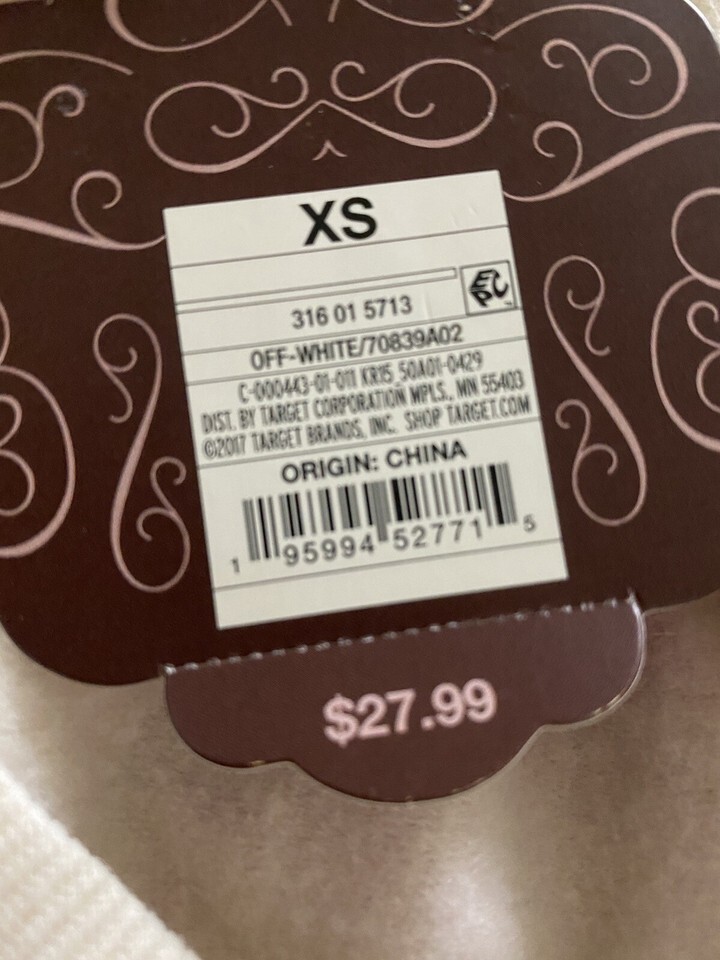 XS
EPC
316 01 5713
OFF-WHITE/70839A02
C-000443-01-011 KR15_50A01-0429
DIST. BY TARGET CORPORATION MPLS., MN 55403
©2017 TARGET BRANDS, INC. SHOP TARGET.COM
ORIGIN: CHINA
1 95994 52771 5
$27.99